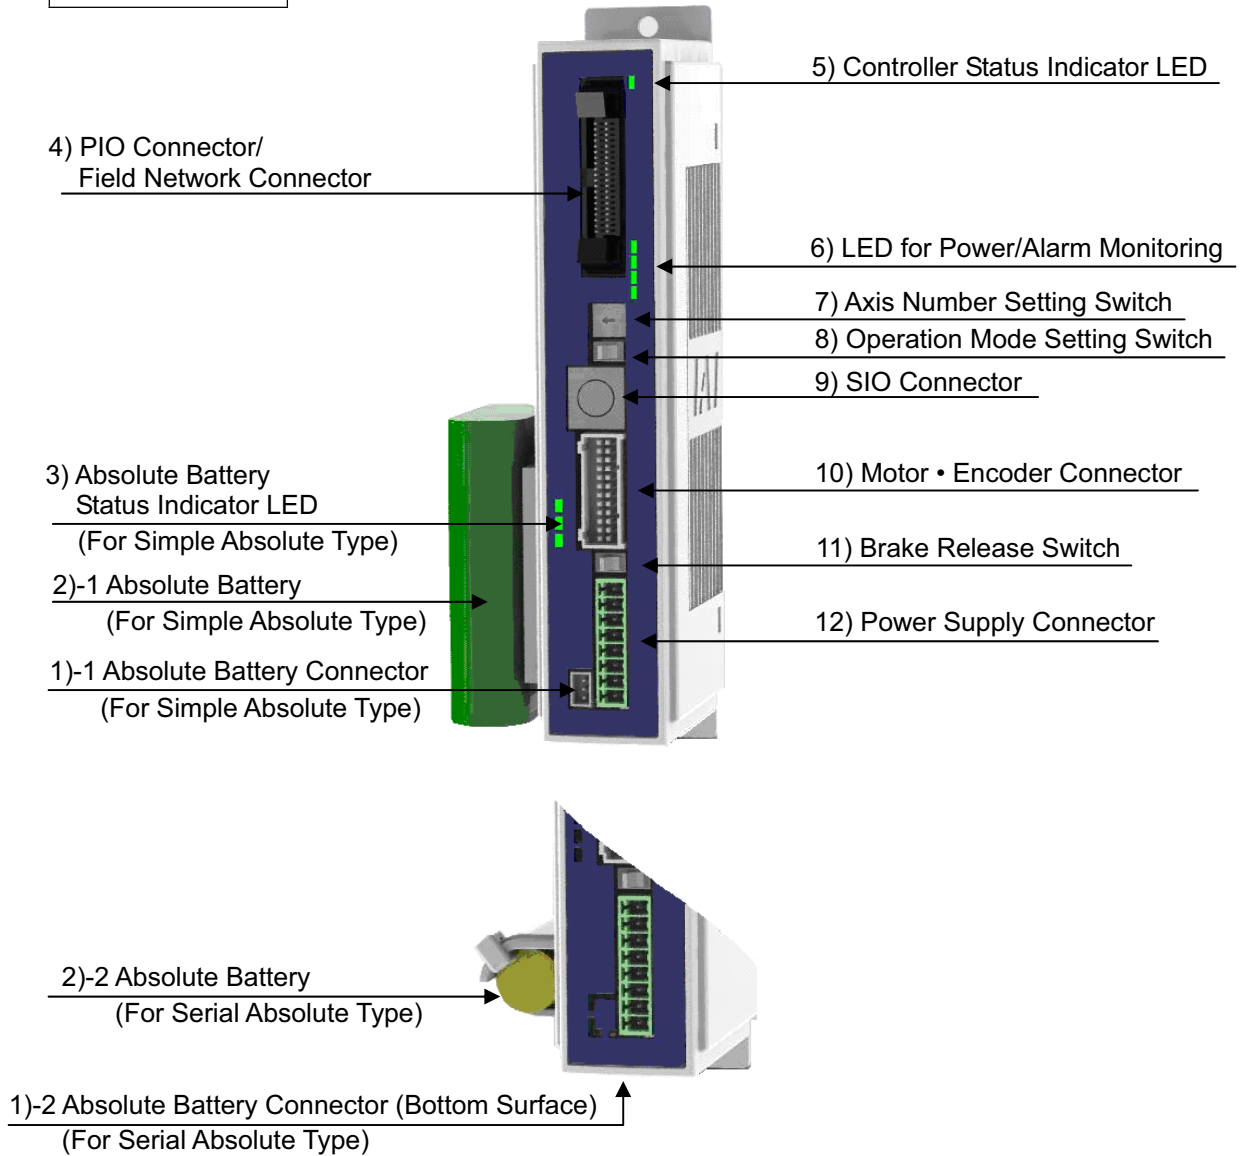 5) Controller Status Indicator LED
4) PIO Connector/
Field Network Connector
6) LED for Power/Alarm Monitoring
7) Axis Number Setting Switch
8) Operation Mode Setting Switch
9) SIO Connector
3) Absolute Battery
Status Indicator LED
(For Simple Absolute Type)
10) Motor • Encoder Connector
11) Brake Release Switch
2)-1 Absolute Battery
(For Simple Absolute Type)
12) Power Supply Connector
1)-1 Absolute Battery Connector
(For Simple Absolute Type)
2)-2 Absolute Battery
(For Serial Absolute Type)
1)-2 Absolute Battery Connector (Bottom Surface)
(For Serial Absolute Type)
IAI